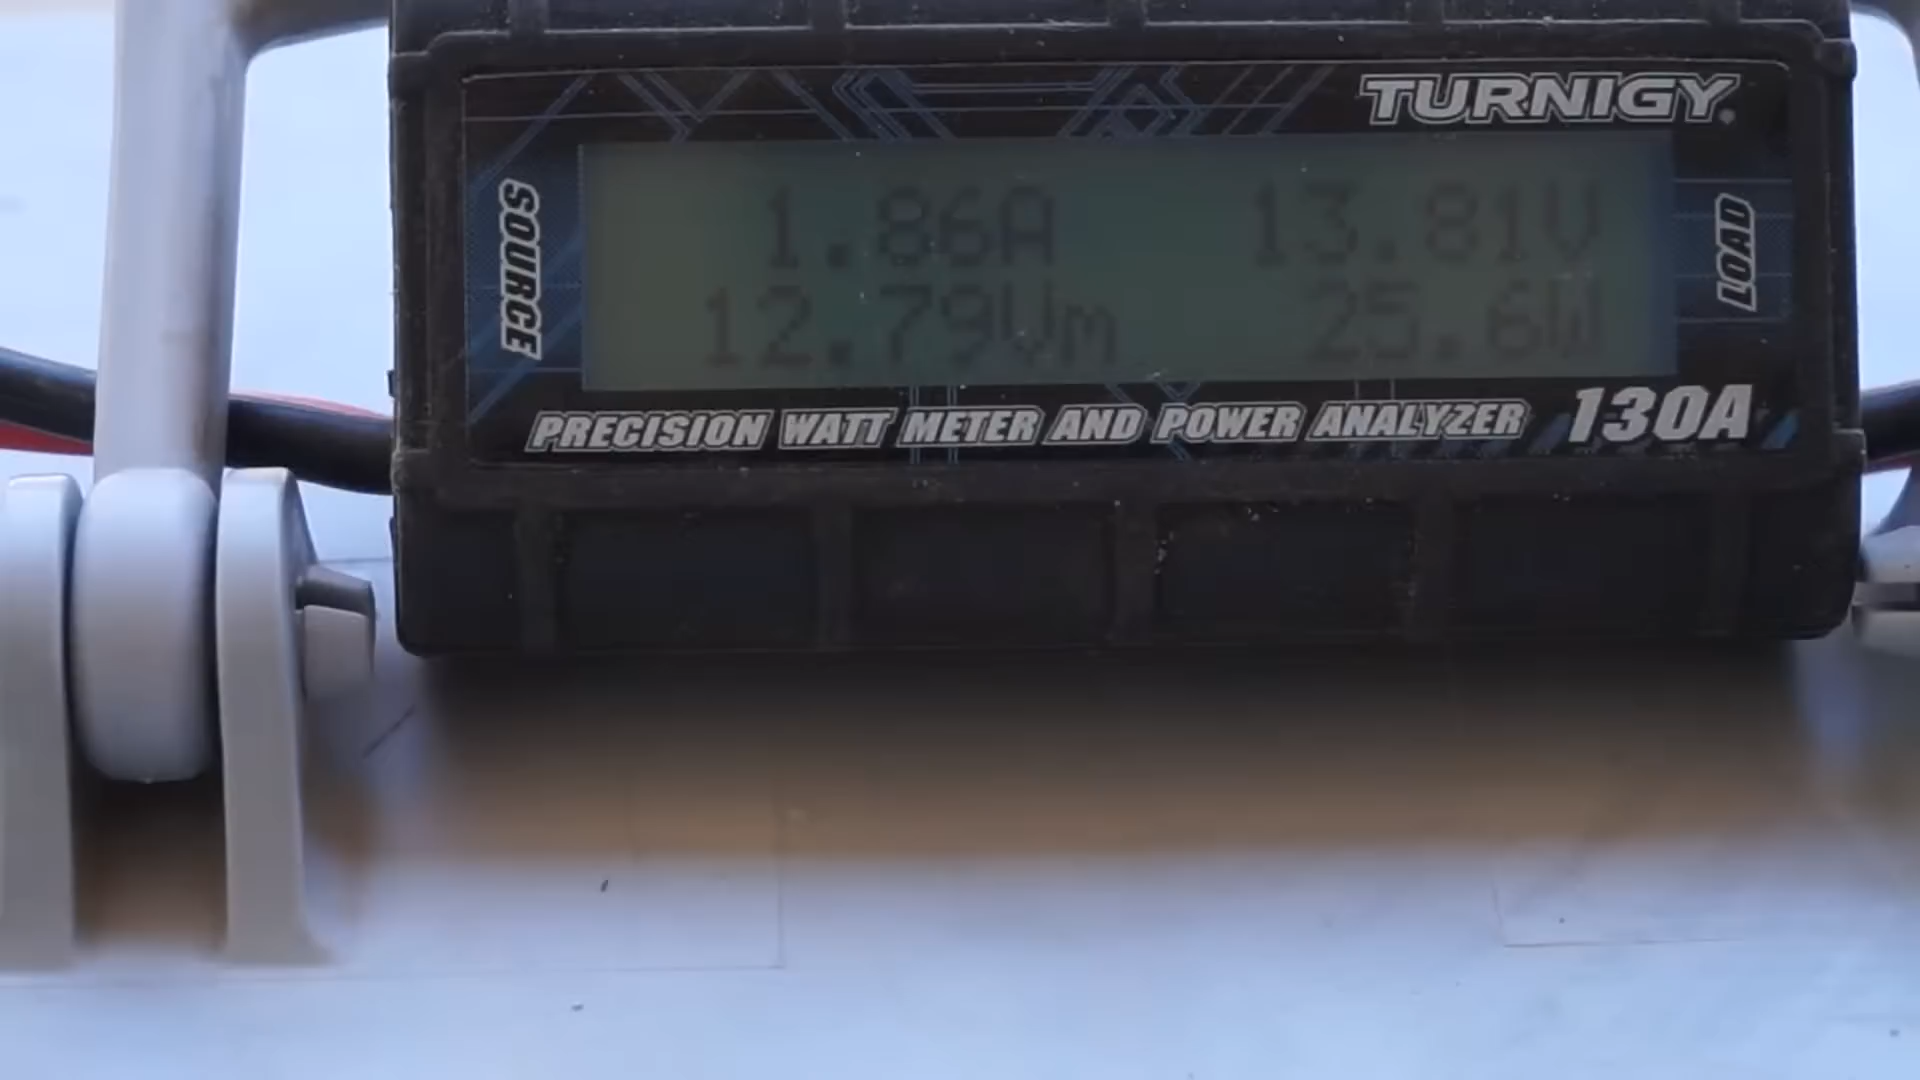 TURNIGY
SOURCE
1.86A 13.81V
12.79Vm 25.6W
LOAD
PRECISION WATT METER AND POWER ANALYZER 130A